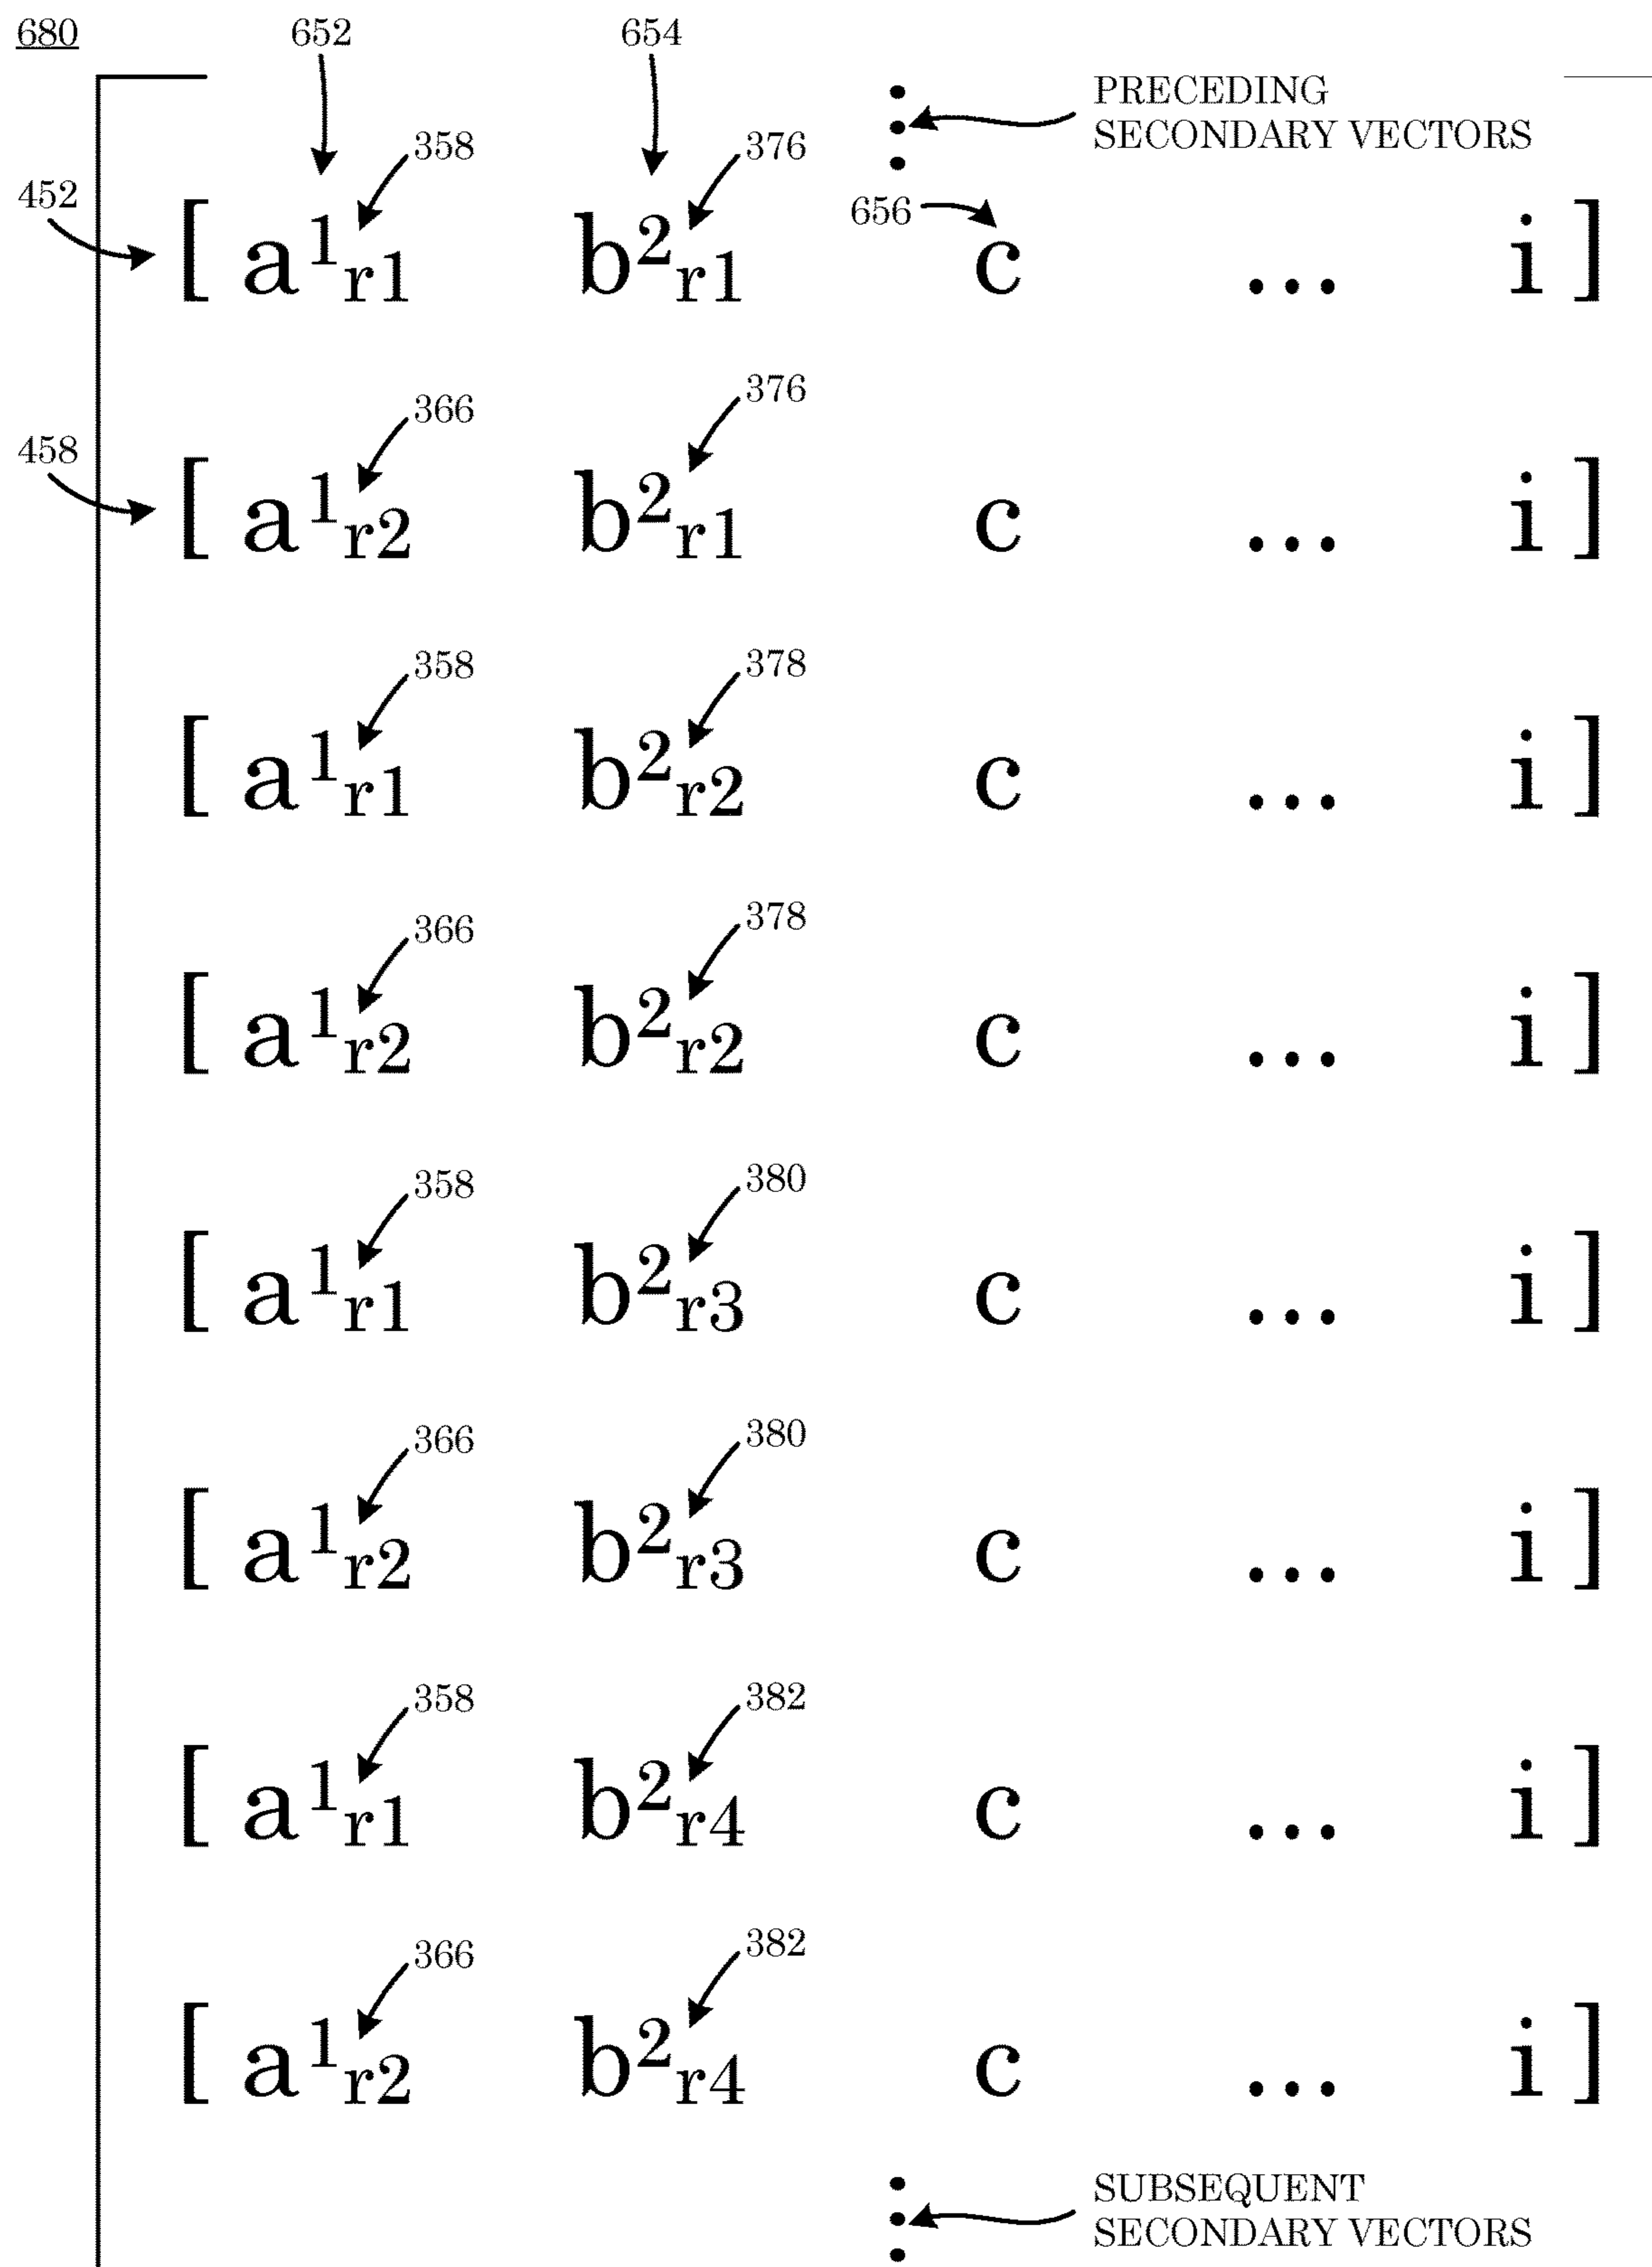 680 652 654
PRECEDING
SECONDARY VECTORS
358 376
452 656
[ a¹r1 b²r1 c ... i ]
366 376
458
[ a¹r2 b²r1 c ... i ]
358 378
[ a¹r1 b²r2 c ... i ]
366 378
[ a¹r2 b²r2 c ... i ]
358 380
[ a¹r1 b²r3 c ... i ]
366 380
[ a¹r2 b²r3 c ... i ]
358 382
[ a¹r1 b²r4 c ... i ]
366 382
[ a¹r2 b²r4 c ... i ]
SUBSEQUENT
SECONDARY VECTORS